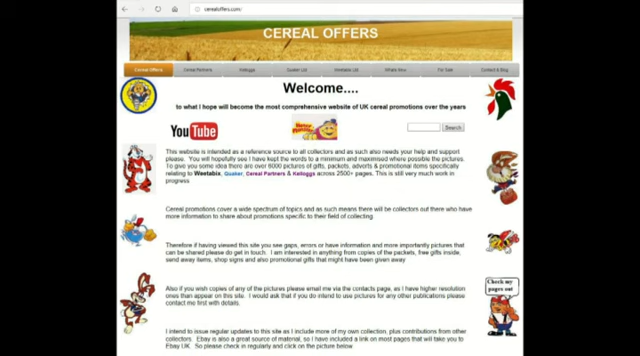 cerealoffers.com/
CEREAL OFFERS
Cereal Offers
Cereal Partners
Kelloggs
Quaker Ltd
Weetabix Ltd
What's New
For Sale
Contact & Blog
Welcome....
to what I hope will become the most comprehensive website of UK cereal promotions over the years
YouTube
Search
This website is intended as a reference source to all collectors and as such also needs your help and support
please. You will hopefully see I have kept the words to a minimum and maximised where possible the pictures.
To give you some idea there are over 6000 pictures of gifts, packets, adverts & promotional items specifically
relating to Weetabix, Quaker, Cereal Partners & Kelloggs across 2500+ pages. This is still very much work in
progress
Cereal promotions cover a wide spectrum of topics and as such means there will be collectors out there who have
more information to share about promotions specific to their field of collecting.
Therefore if having viewed this site you see gaps, errors or have information and more importantly pictures that
can be shared please do get in touch. I am interested in anything from copies of the packets, free gifts inside,
send away items, shop signs and also promotional gifts that might have been given away
Check my
pages out
Also if you wish copies of any of the pictures please email me via the contacts page, as I have higher resolution
ones than appear on this site. I would ask that if you do intend to use pictures for any other publications please
contact me first with details.
I intend to issue regular updates to this site as I include more of my own collection, plus contributions from other
collectors. Ebay is also a great source of material, so I have included a link on most pages that will take you to
Ebay UK. So please check in regularly and click on the picture below